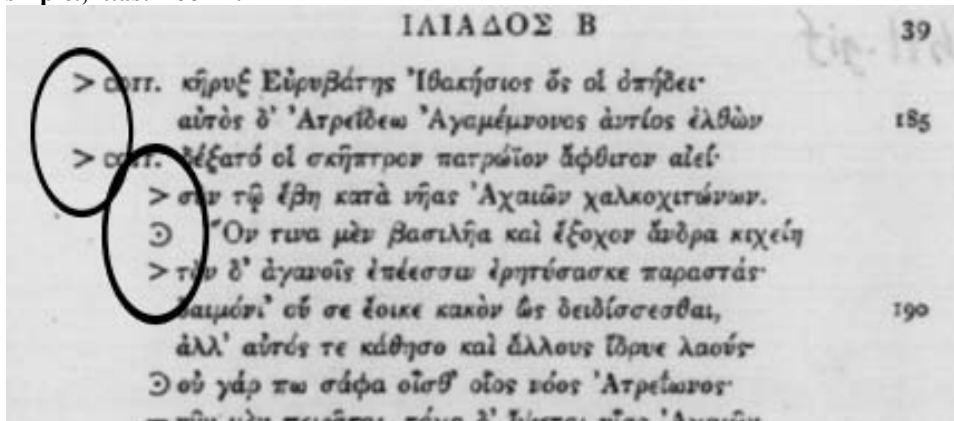 ΙΛΙΑΔΟΣ Β 39
> corr. κῆρυξ Εὐρυβάτης Ἰθακήσιος ὅς οἱ ὀπήδει·
αὐτὸς δ' Ἀτρεΐδεω Ἀγαμέμνονος ἀντίος ἐλθὼν 185
> corr. δέξατό οἱ σκῆπτρον πατρώϊον ἄφθιτον αἰεί·
> σὺν τῷ ἔβη κατὰ νῆας Ἀχαιῶν χαλκοχιτώνων.
Ͽ Ὅν τινα μὲν βασιλῆα καὶ ἔξοχον ἄνδρα κιχείη
> τὸν δ' ἀγανοῖς ἐπέεσσιν ἐρητύσασκε παραστάς·
δαιμόνι' οὔ σε ἔοικε κακὸν ὣς δειδίσσεσθαι, 190
ἀλλ' αὐτός τε κάθησο καὶ ἄλλους ἵδρυε λαούς·
Ͽ οὐ γάρ πω σάφα οἶσθ' οἷος νόος Ἀτρεΐωνος·